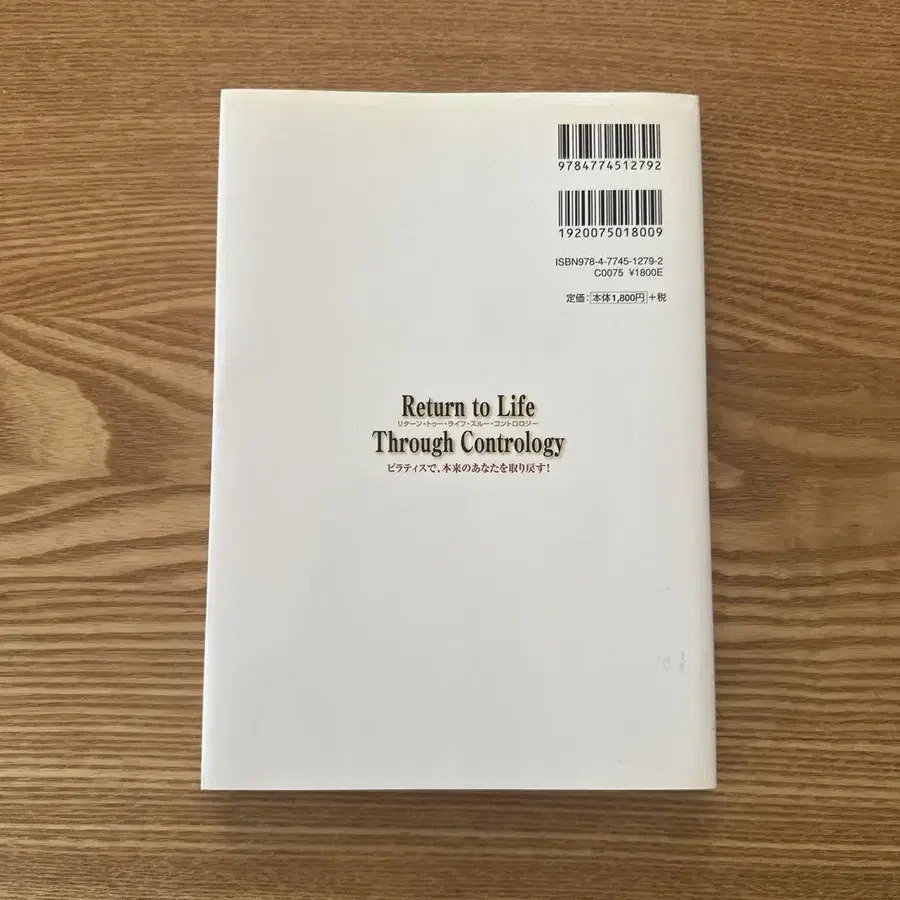 9784774512792
1920075018009
ISBN978-4-7745-1279-2
C0075 ¥1800E
定価：本体1,800円+税
Return to Life
リターン・トゥー・ライフ・スルー・コントロロジー
Through Contrology
ピラティスで、本来のあなたを取り戻す！